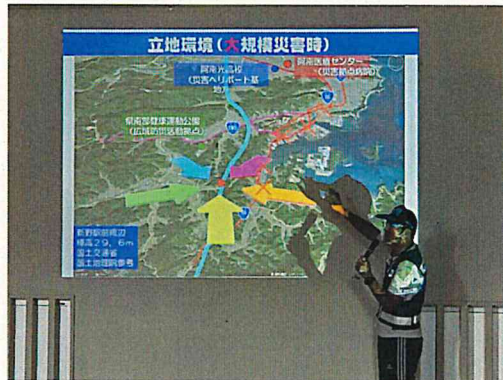 立地環境(大規模災害時)
阿南光高校
(災害ヘリポート基
地)
阿南医療センター
(災害拠点病院)
県南部健康運動公園
(広域防災活動拠点)
新野駅前周辺
標高29,6m
国土交通省
国土地理院参考